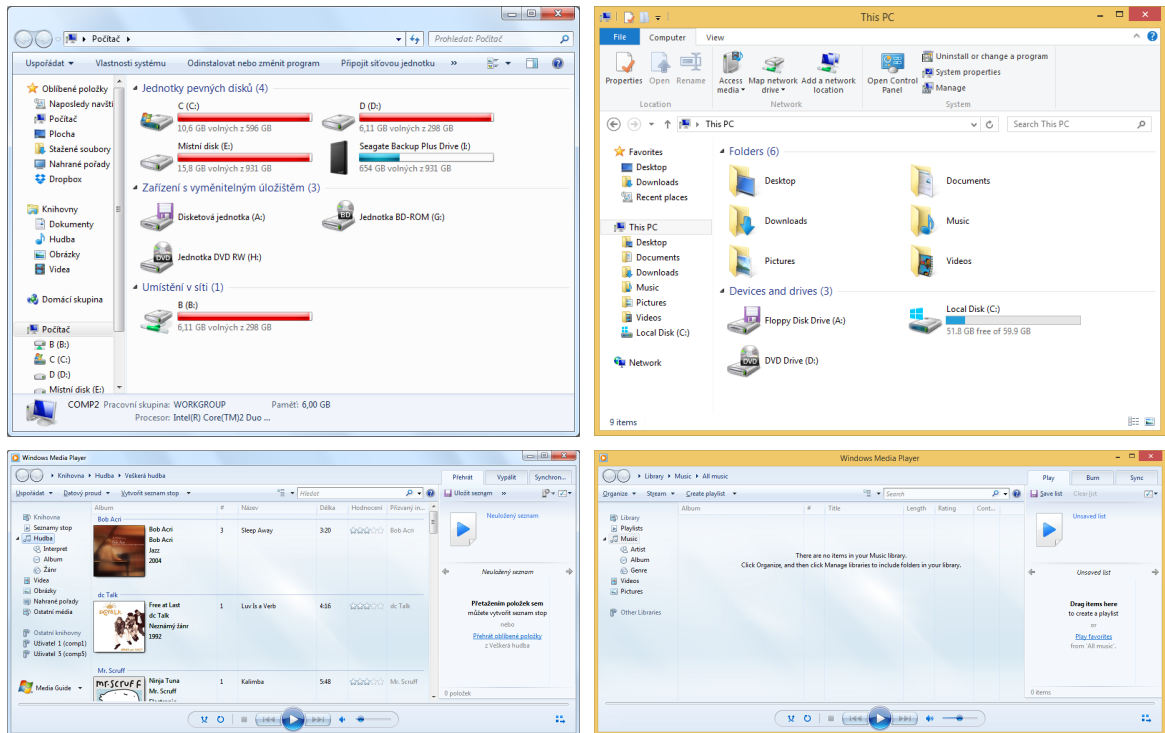 Počítač
Prohledat: Počítač
Uspořádat Vlastnosti systému Odinstalovat nebo změnit program Připojit síťovou jednotku »
Oblíbené položky
Naposledy navští
Počítač
Plocha
Stažené soubory
Nahrané pořady
Dropbox
Knihovny
Dokumenty
Hudba
Obrázky
Videa
Domácí skupina
Počítač
B (B:)
C (C:)
D (D:)
Místní disk (E:)
Jednotky pevných disků (4)
C (C:)
10,6 GB volných z 596 GB
D (D:)
6,11 GB volných z 298 GB
Místní disk (E:)
15,8 GB volných z 931 GB
Seagate Backup Plus Drive (I:)
654 GB volných z 931 GB
Zařízení s vyměnitelným úložištěm (3)
Disketová jednotka (A:)
Jednotka BD-ROM (G:)
Jednotka DVD RW (H:)
Umístění v síti (1)
B (B:)
6,11 GB volných z 298 GB
COMP2 Pracovní skupina: WORKGROUP Paměť: 6,00 GB
Procesor: Intel(R) Core(TM)2 Duo ...
This PC
File Computer View
Properties Open Rename
Location
Access media
Map network drive
Add a network location
Network
Open Control Panel
Uninstall or change a program
System properties
Manage
System
This PC
Search This PC
Favorites
Desktop
Downloads
Recent places
This PC
Desktop
Documents
Downloads
Music
Pictures
Videos
Local Disk (C:)
Network
Folders (6)
Desktop
Documents
Downloads
Music
Pictures
Videos
Devices and drives (3)
Floppy Disk Drive (A:)
Local Disk (C:)
51.8 GB free of 59.9 GB
DVD Drive (D:)
9 items
Windows Media Player
Knihovna Hudba Veškerá hudba
Přehrát Vypálit Synchron...
Uspořádat Datový proud Vytvořit seznam stop
Hledat
Uložit seznam »
Knihovna
Seznamy stop
Hudba
Interpret
Album
Žánr
Videa
Obrázky
Nahrané pořady
Ostatní média
Ostatní knihovny
Uživatel 1 (comp1)
Uživatel 5 (comp5)
Media Guide
Album # Název Délka Hodnocení Přizvaný in...
Bob Acri
Bob Acri 3 Sleep Away 3:20 Bob Acri
Bob Acri
Jazz
2004
dc Talk
Free at Last 1 Luv Is a Verb 4:16 dc Talk
dc Talk
Neznámý žánr
1992
Mr. Scruff
mr.scruff
Ninja Tuna 1 Kalimba 5:48 Mr. Scruff
Mr. Scruff
Neuložený seznam
Neuložený seznam
Přetažením položek sem
můžete vytvořit seznam stop
nebo
Přehrát oblíbené položky
z Veškerá hudba
0 položek
Windows Media Player
Library Music All music
Play Burn Sync
Organize Stream Create playlist
Search
Save list Clear list
Library
Playlists
Music
Artist
Album
Genre
Videos
Pictures
Other Libraries
Album # Title Length Rating Cont...
There are no items in your Music library.
Click Organize, and then click Manage libraries to include folders in your library.
Unsaved list
Unsaved list
Drag items here
to create a playlist
or
Play favorites
from 'All music'.
0 items